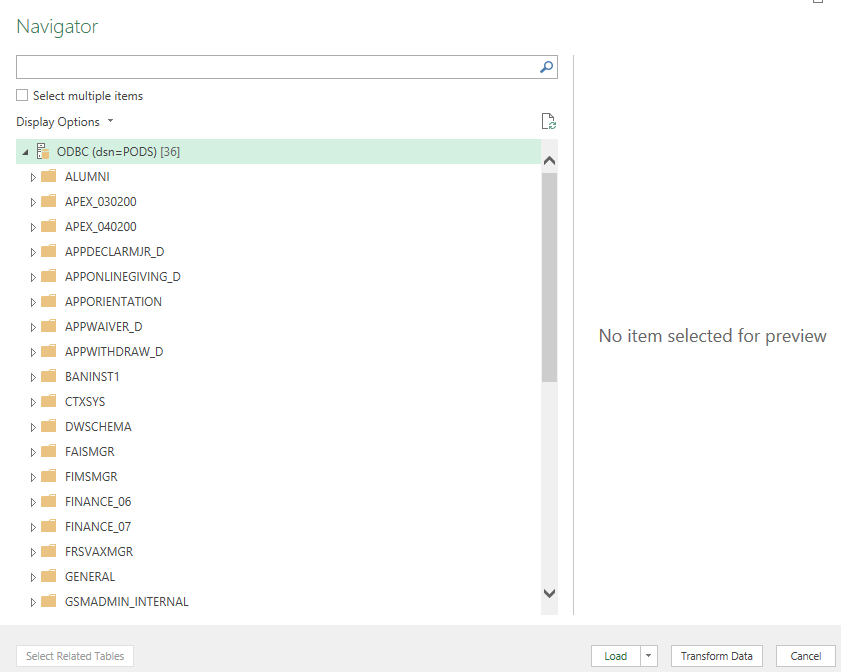 Navigator
Select multiple items
Display Options
ODBC (dsn=PODS) [36]
ALUMNI
APEX_030200
APEX_040200
APPDECLARMJR_D
APPONLINEGIVING_D
APPORIENTATION
APPWAIVER_D
APPWITHDRAW_D
BANINST1
CTXSYS
DWSCHEMA
FAISMGR
FIMSMGR
FINANCE_06
FINANCE_07
FRSVAXMGR
GENERAL
GSMADMIN_INTERNAL
No item selected for preview
Select Related Tables
Load
Transform Data
Cancel